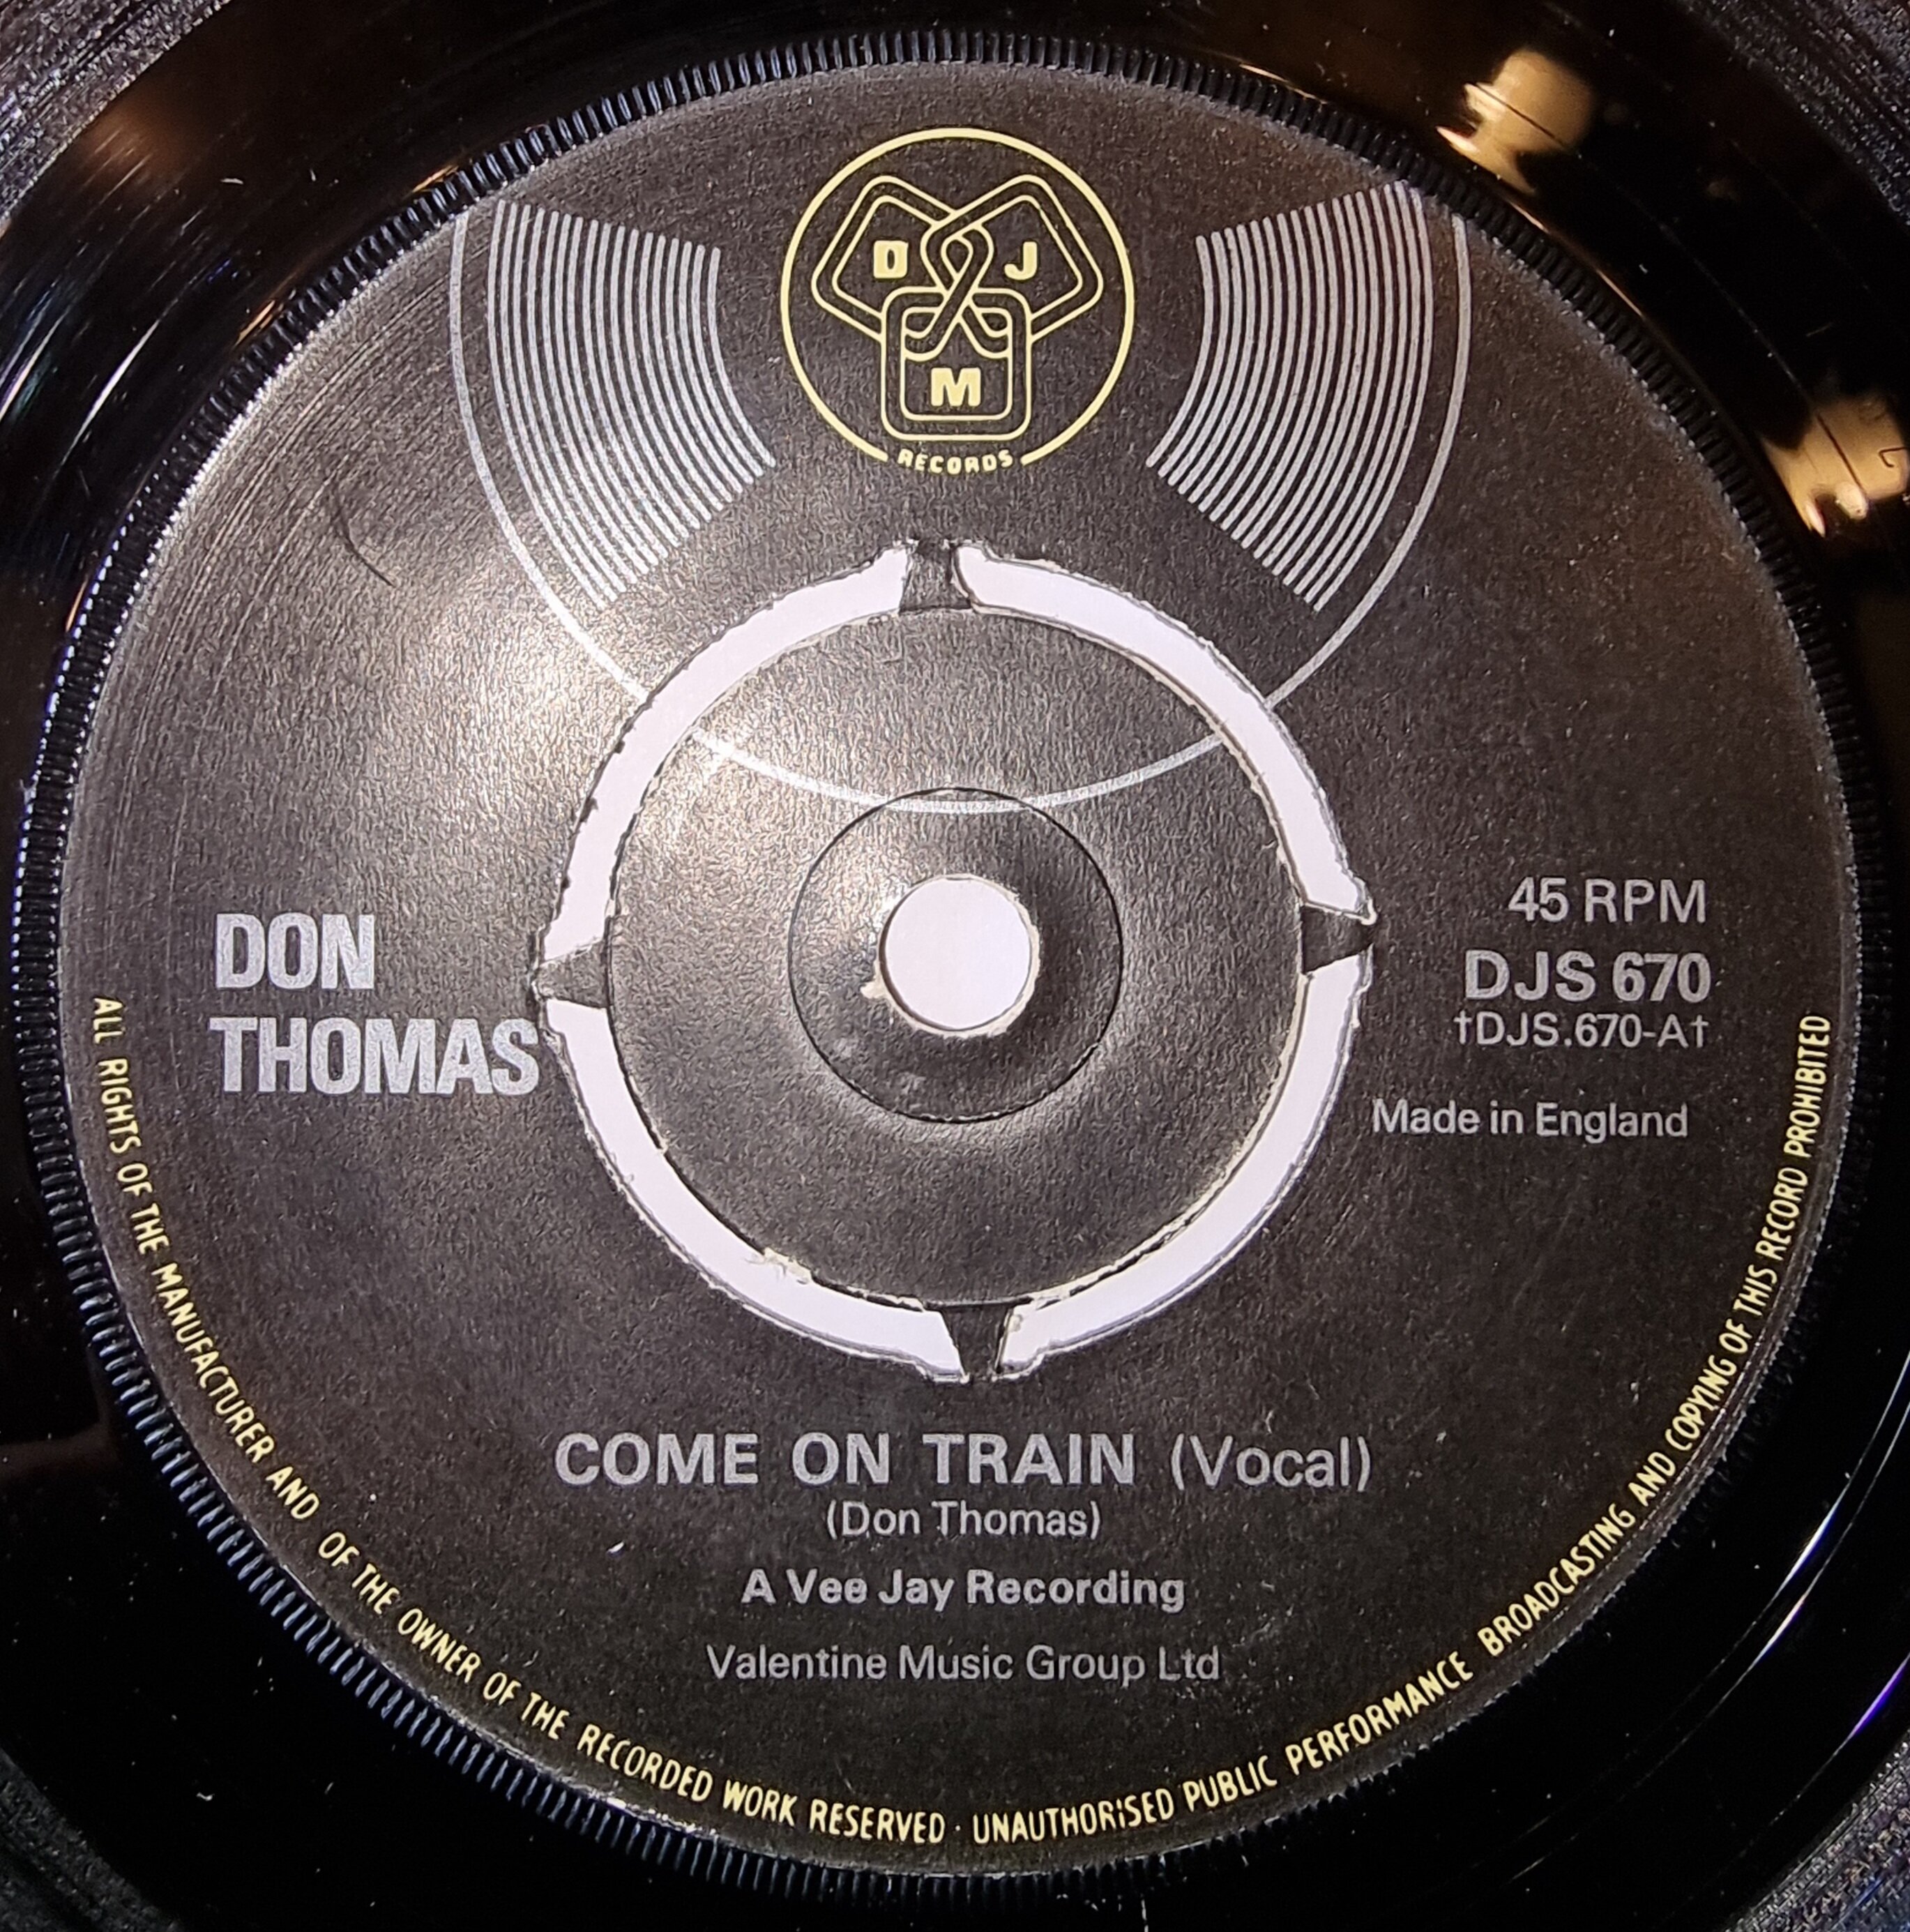 D J
M
RECORDS
DON
THOMAS
45 RPM
DJS 670
†DJS.670-A†
Made in England
COME ON TRAIN (Vocal)
(Don Thomas)
A Vee Jay Recording
Valentine Music Group Ltd
ALL RIGHTS OF THE MANUFACTURER AND OF THE OWNER OF THE RECORDED WORK RESERVED · UNAUTHORISED PUBLIC PERFORMANCE BROADCASTING AND COPYING OF THIS RECORD PROHIBITED